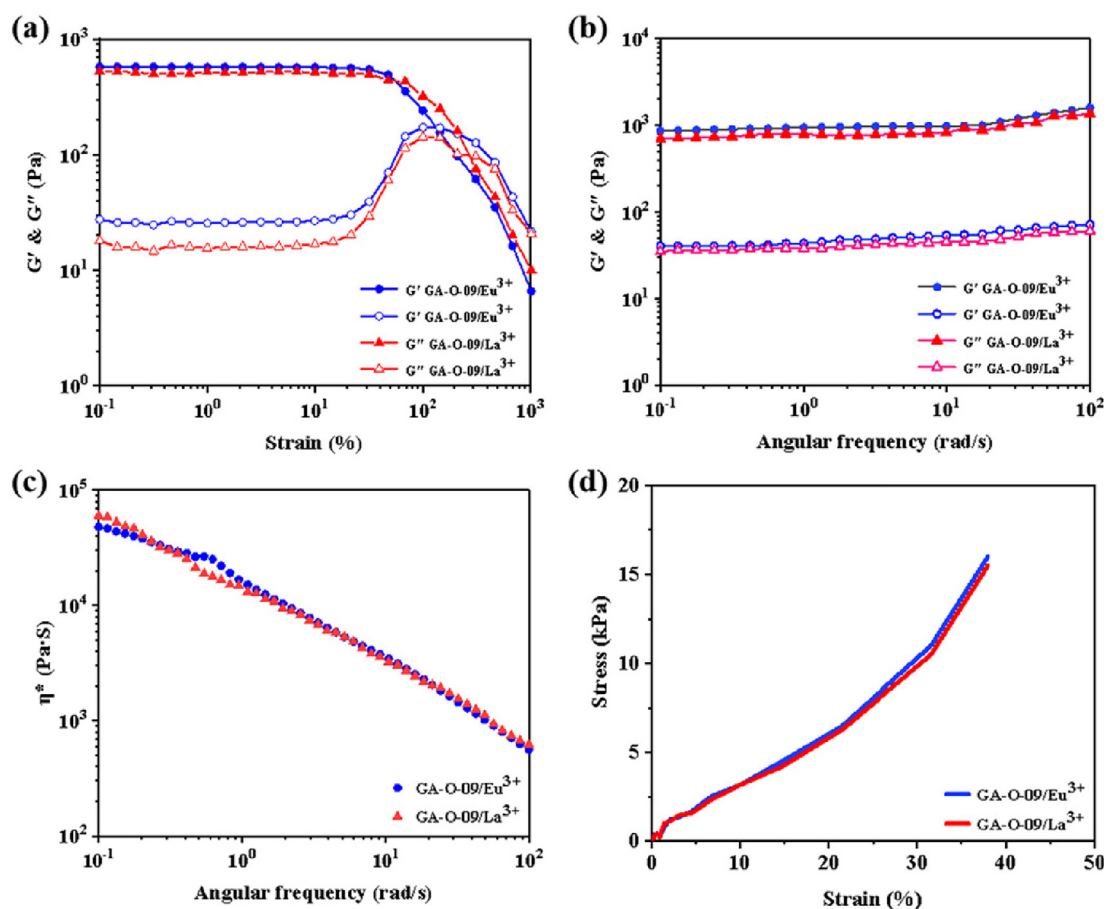 (a)
10³
10²
10¹
10⁰
G′ & G″ (Pa)
G′ GA-O-09/Eu³⁺
G′ GA-O-09/Eu³⁺
G″ GA-O-09/La³⁺
G″ GA-O-09/La³⁺
10⁻¹ 10⁰ 10¹ 10² 10³
Strain (%)
(b)
10⁴
10³
10²
10¹
10⁰
G′ & G″ (Pa)
G′ GA-O-09/Eu³⁺
G′ GA-O-09/Eu³⁺
G″ GA-O-09/La³⁺
G″ GA-O-09/La³⁺
10⁻¹ 10⁰ 10¹ 10²
Angular frequency (rad/s)
(c)
10⁵
10⁴
10³
10²
η* (Pa·S)
GA-O-09/Eu³⁺
GA-O-09/La³⁺
10⁻¹ 10⁰ 10¹ 10²
Angular frequency (rad/s)
(d)
20
15
10
5
0
Stress (kPa)
GA-O-09/Eu³⁺
GA-O-09/La³⁺
0 10 20 30 40 50
Strain (%)